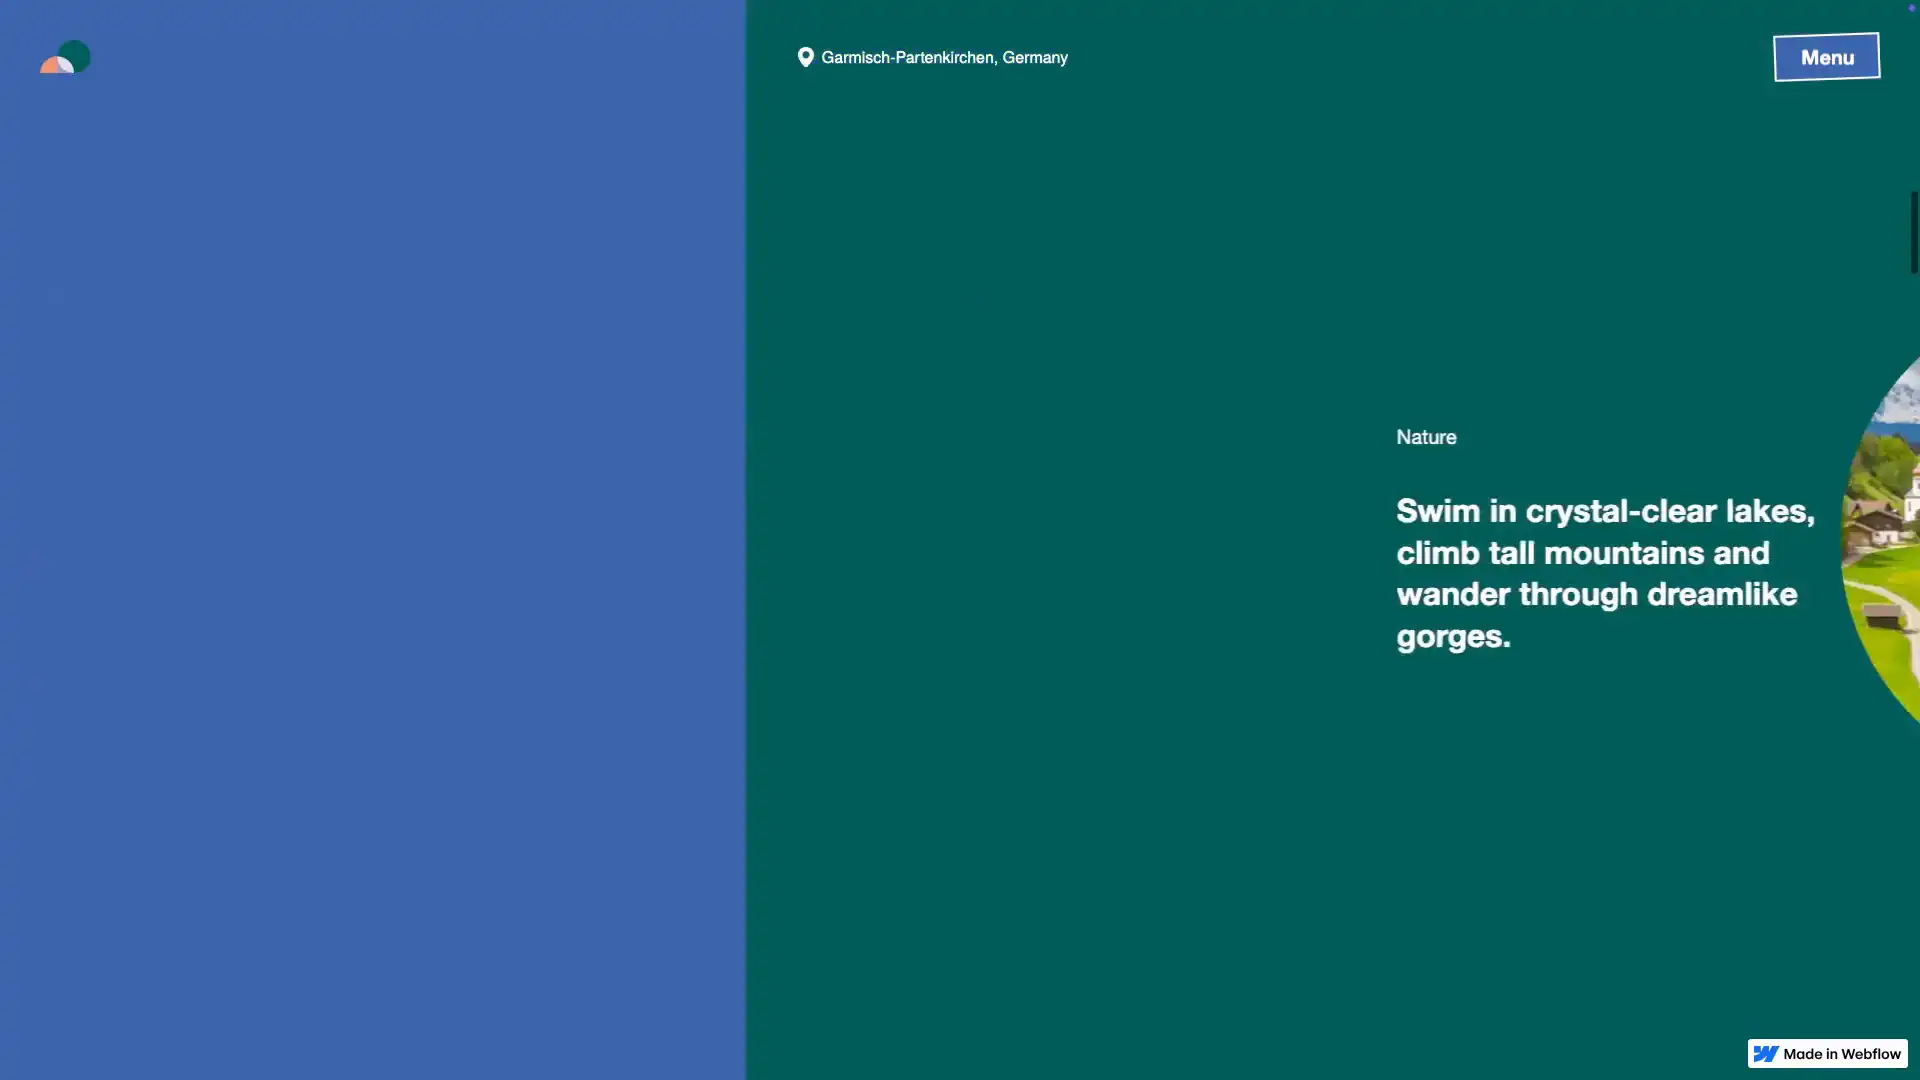 Garmisch-Partenkirchen, Germany
Menu
Nature
Swim in crystal-clear lakes,
climb tall mountains and
wander through dreamlike
gorges.
Made in Webflow